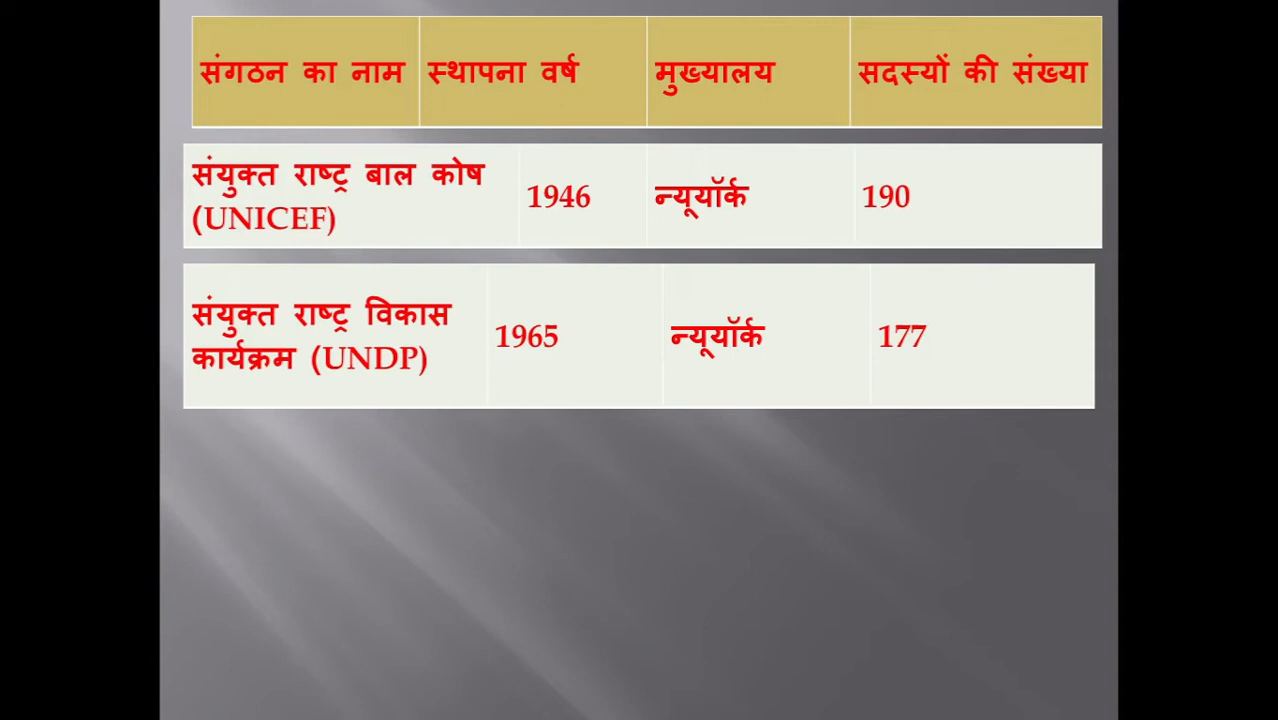 संगठन का नाम स्थापना वर्ष मुख्यालय सदस्यों की संख्या
संयुक्त राष्ट्र बाल कोष
(UNICEF) 1946 न्यूयॉर्क 190
संयुक्त राष्ट्र विकास
कार्यक्रम (UNDP) 1965 न्यूयॉर्क 177